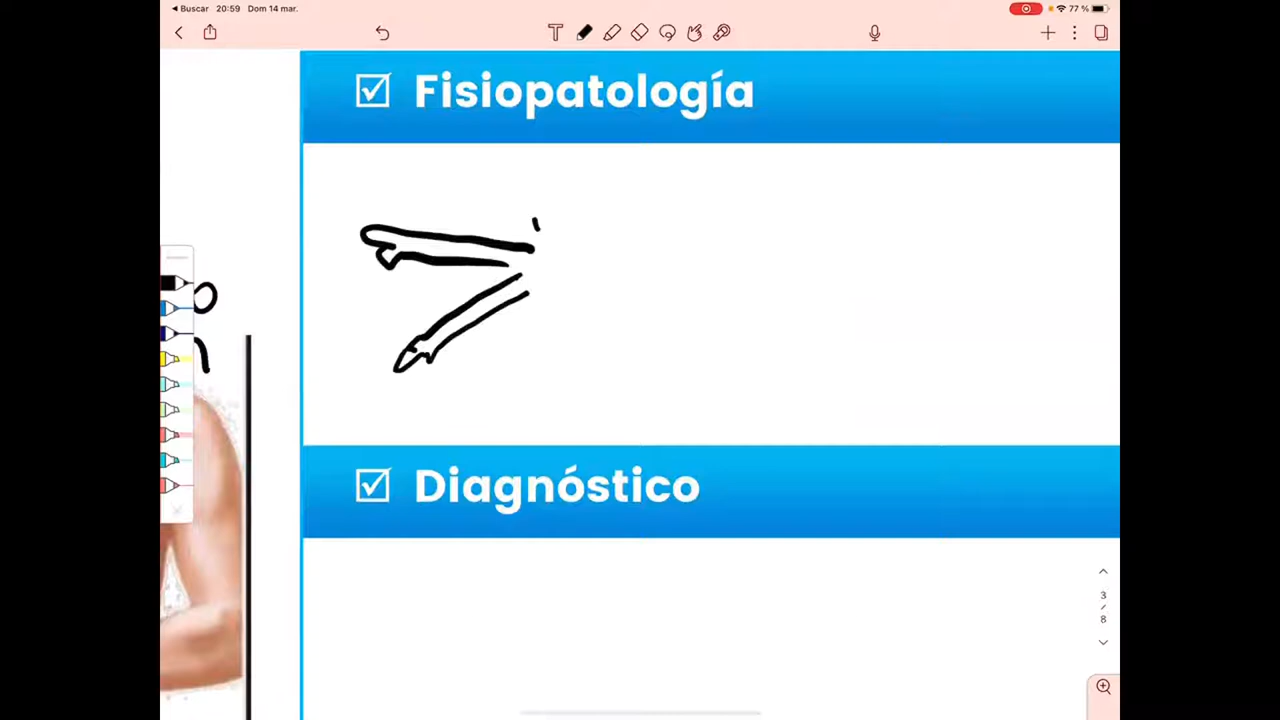 Buscar 20:59 Dom 14 mar. 77 %
Fisiopatología
Diagnóstico
3
/
8